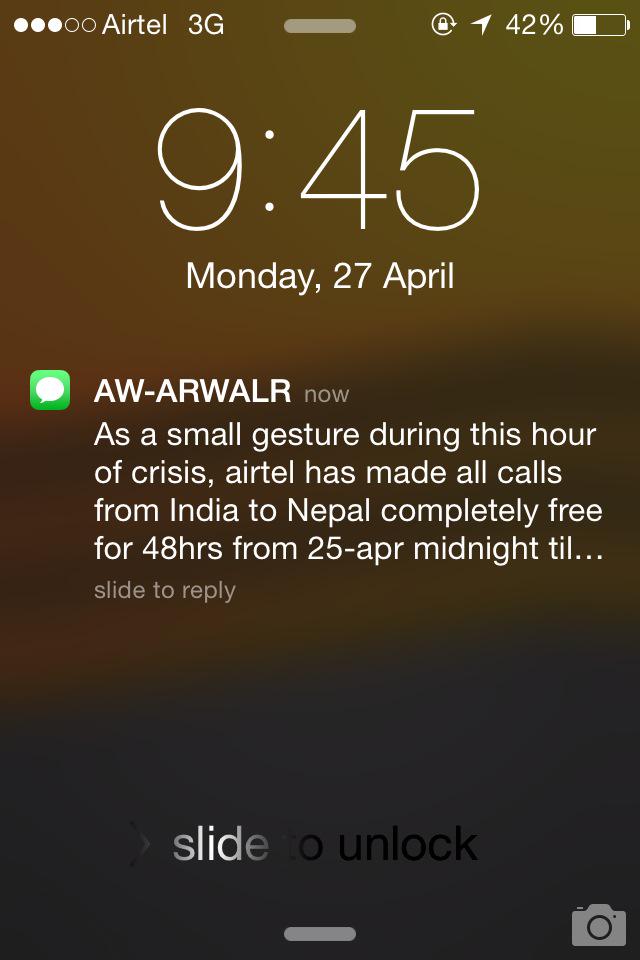 Airtel 3G 42%
9:45
Monday, 27 April
AW-ARWALR now
As a small gesture during this hour
of crisis, airtel has made all calls
from India to Nepal completely free
for 48hrs from 25-apr midnight til...
slide to reply
slide to unlock